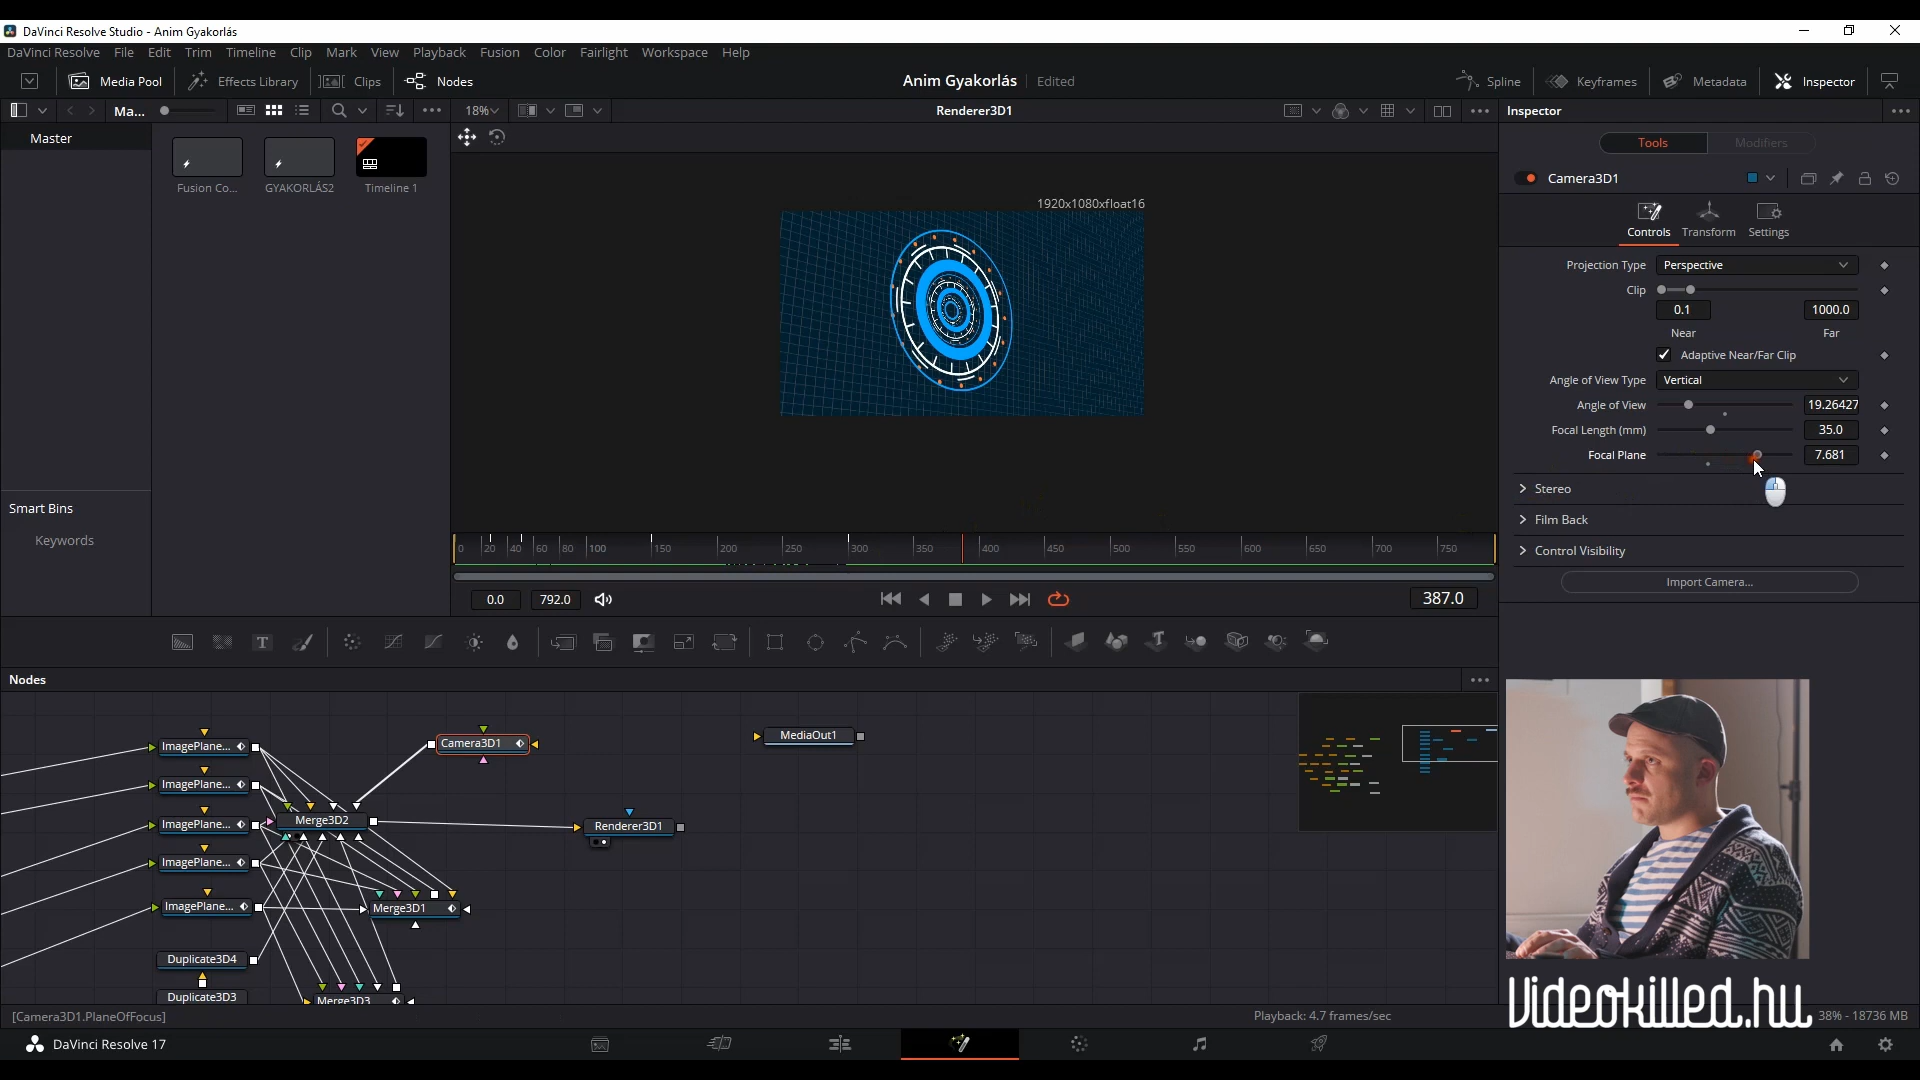 DaVinci Resolve Studio - Anim Gyakorlás
DaVinci Resolve File Edit Trim Timeline Clip Mark View Playback Fusion Color Fairlight Workspace Help
Media Pool Effects Library Clips Nodes Anim Gyakorlás Edited Spline Keyframes Metadata Inspector
Ma... 18% Renderer3D1 Inspector
Master
Fusion Co... GYAKORLÁS2 Timeline 1
Smart Bins
Keywords
1920x1080xfloat16
Tools Modifiers
Camera3D1
Controls Transform Settings
Projection Type Perspective
Clip
0.1 1000.0
Near Far
Adaptive Near/Far Clip
Angle of View Type Vertical
Angle of View 19.26427
Focal Length (mm) 35.0
Focal Plane 7.681
Stereo
Film Back
Control Visibility
Import Camera...
0 20 40 60 80 100 150 200 250 300 350 400 450 500 550 600 650 700 750
0.0 792.0 387.0
Nodes
ImagePlane... Camera3D1 MediaOut1
ImagePlane...
ImagePlane... Merge3D2 Renderer3D1
ImagePlane...
ImagePlane... Merge3D1
Duplicate3D4
Duplicate3D3 Merge3D3
Videokilled.hu
[Camera3D1.PlaneOfFocus] Playback: 4.7 frames/sec 38% - 18736 MB
DaVinci Resolve 17